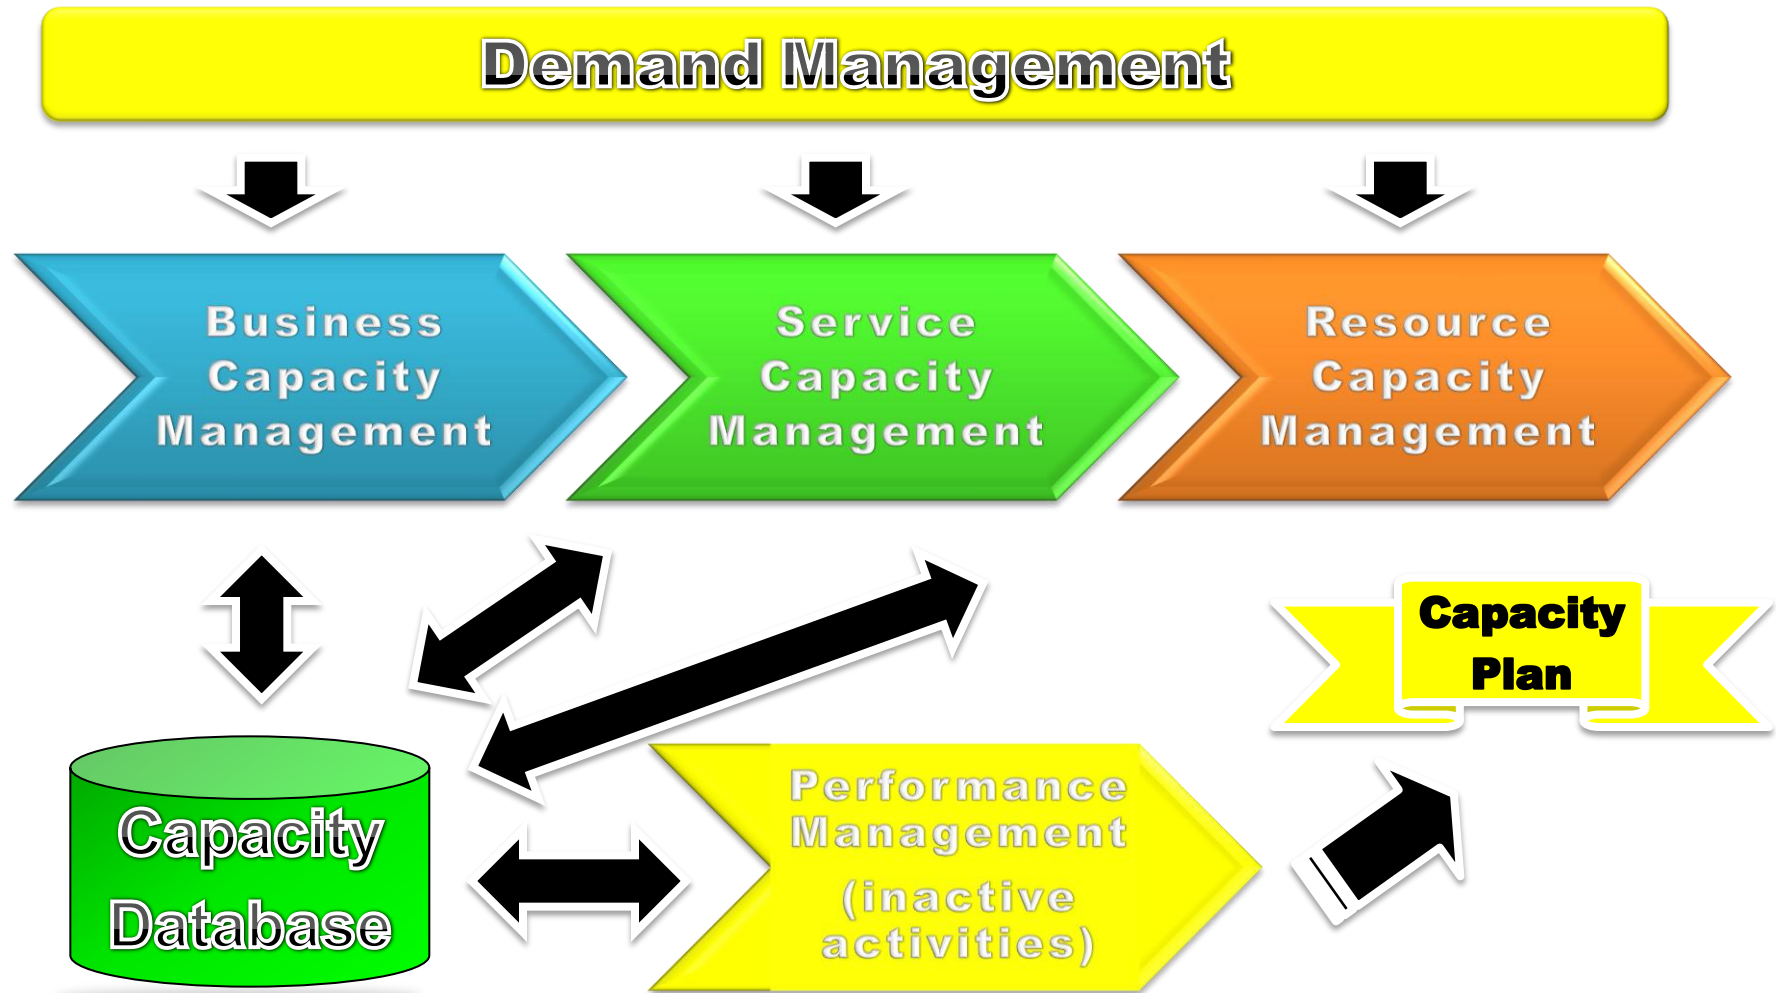 Demand Management
Business
Capacity
Management
Service
Capacity
Management
Resource
Capacity
Management
Capacity
Plan
Capacity
Database
Performance
Management
(inactive
activities)